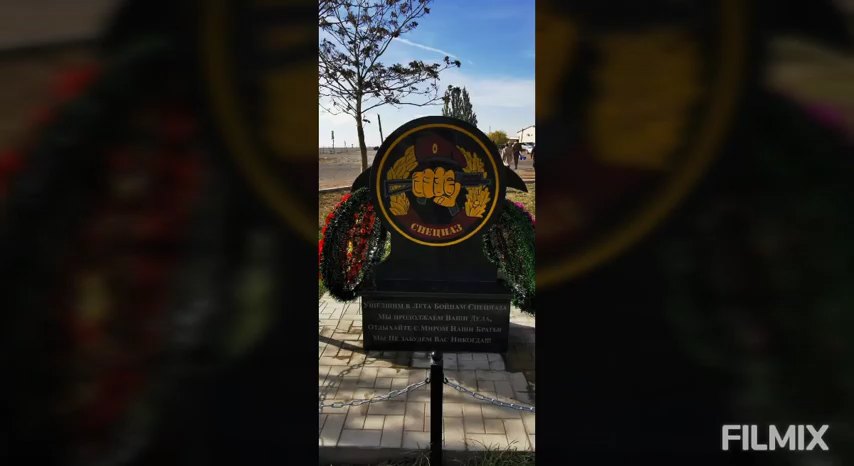 СПЕЦНАЗ
Ушедшим в Лета Бойцам Спецназа
Мы продолжаем Ваши Дела,
Отдыхайте с Миром Наши Братья
Мы Не Забудем Вас Никогда!!
FILMIX